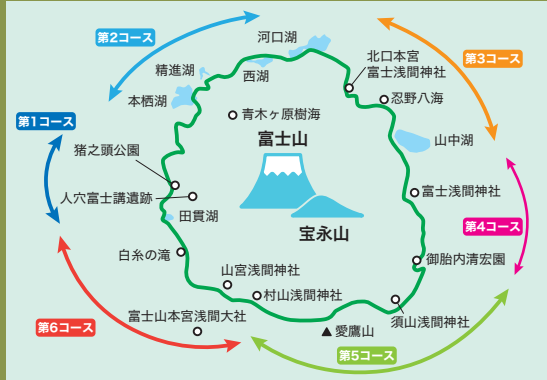 第2コース
河口湖
第3コース
精進湖
西湖
北口本宮
富士浅間神社
本栖湖
忍野八海
青木ヶ原樹海
富士山
山中湖
第1コース
猪之頭公園
人穴富士講遺跡
富士浅間神社
田貫湖
宝永山
第4コース
白糸の滝
御胎内清宏園
山宮浅間神社
村山浅間神社
富士山本宮浅間大社
須山浅間神社
第6コース
愛鷹山
第5コース